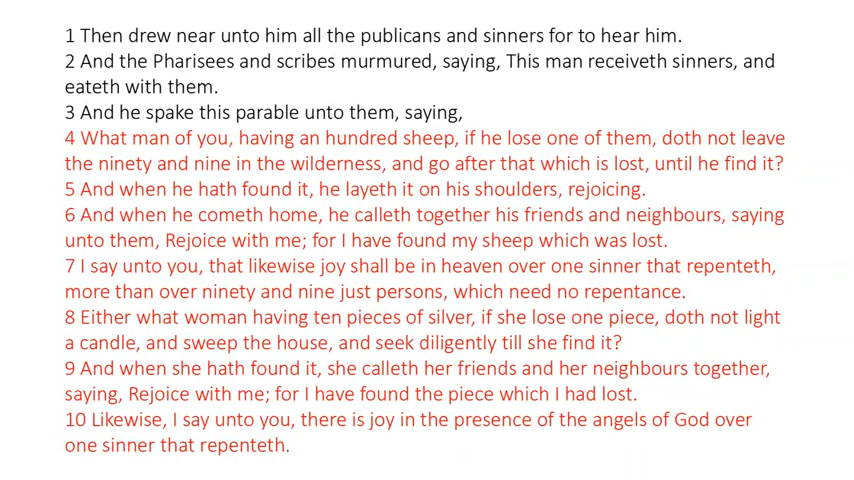 1 Then drew near unto him all the publicans and sinners for to hear him.
2 And the Pharisees and scribes murmured, saying, This man receiveth sinners, and
eateth with them.
3 And he spake this parable unto them, saying,
4 What man of you, having an hundred sheep, if he lose one of them, doth not leave
the ninety and nine in the wilderness, and go after that which is lost, until he find it?
5 And when he hath found it, he layeth it on his shoulders, rejoicing.
6 And when he cometh home, he calleth together his friends and neighbours, saying
unto them, Rejoice with me; for I have found my sheep which was lost.
7 I say unto you, that likewise joy shall be in heaven over one sinner that repenteth,
more than over ninety and nine just persons, which need no repentance.
8 Either what woman having ten pieces of silver, if she lose one piece, doth not light
a candle, and sweep the house, and seek diligently till she find it?
9 And when she hath found it, she calleth her friends and her neighbours together,
saying, Rejoice with me; for I have found the piece which I had lost.
10 Likewise, I say unto you, there is joy in the presence of the angels of God over
one sinner that repenteth.